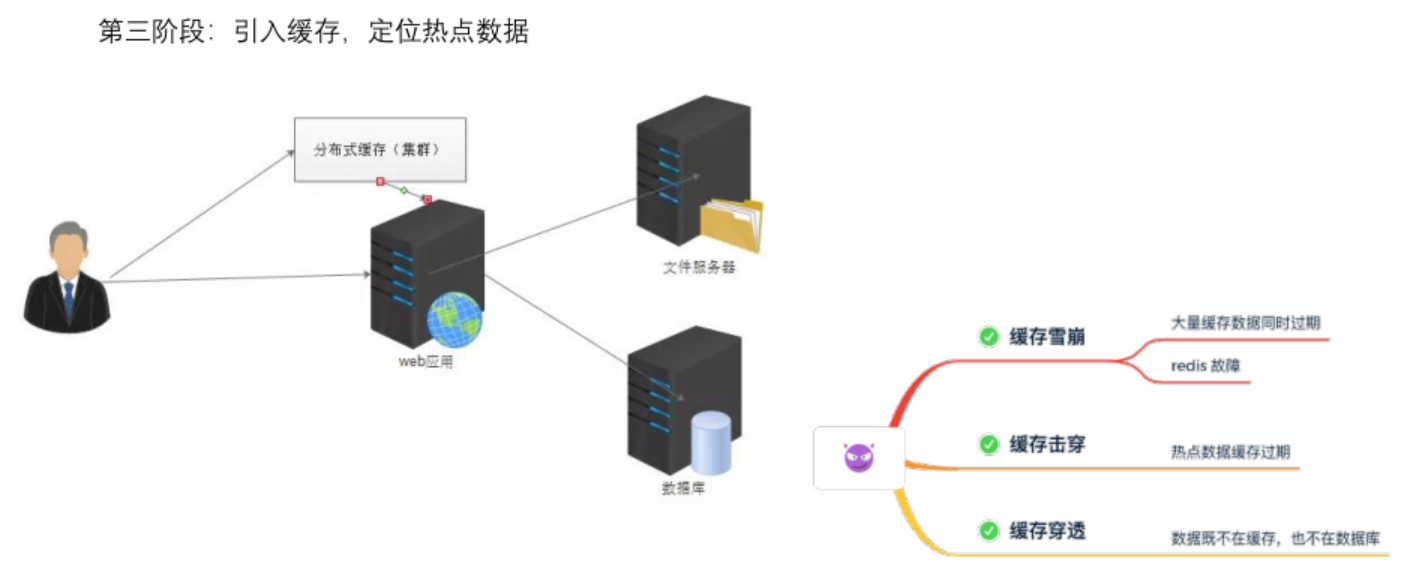 第三阶段：引入缓存，定位热点数据
分布式缓存（集群）
文件服务器
web应用
数据库
缓存雪崩
大量缓存数据同时过期
redis 故障
缓存击穿
热点数据缓存过期
缓存穿透
数据既不在缓存，也不在数据库